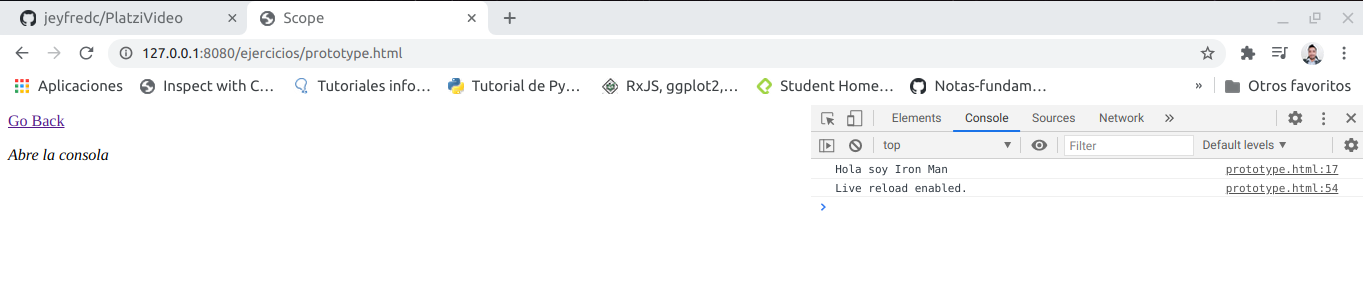 jeyfredc/PlatziVideo
Scope
127.0.0.1:8080/ejercicios/prototype.html
Aplicaciones Inspect with C... Tutoriales info... Tutorial de Py... RxJS, ggplot2,... Student Home... Notas-fundam... » Otros favoritos
Go Back
Abre la consola
Elements Console Sources Network »
top Filter Default levels
Hola soy Iron Man prototype.html:17
Live reload enabled. prototype.html:54